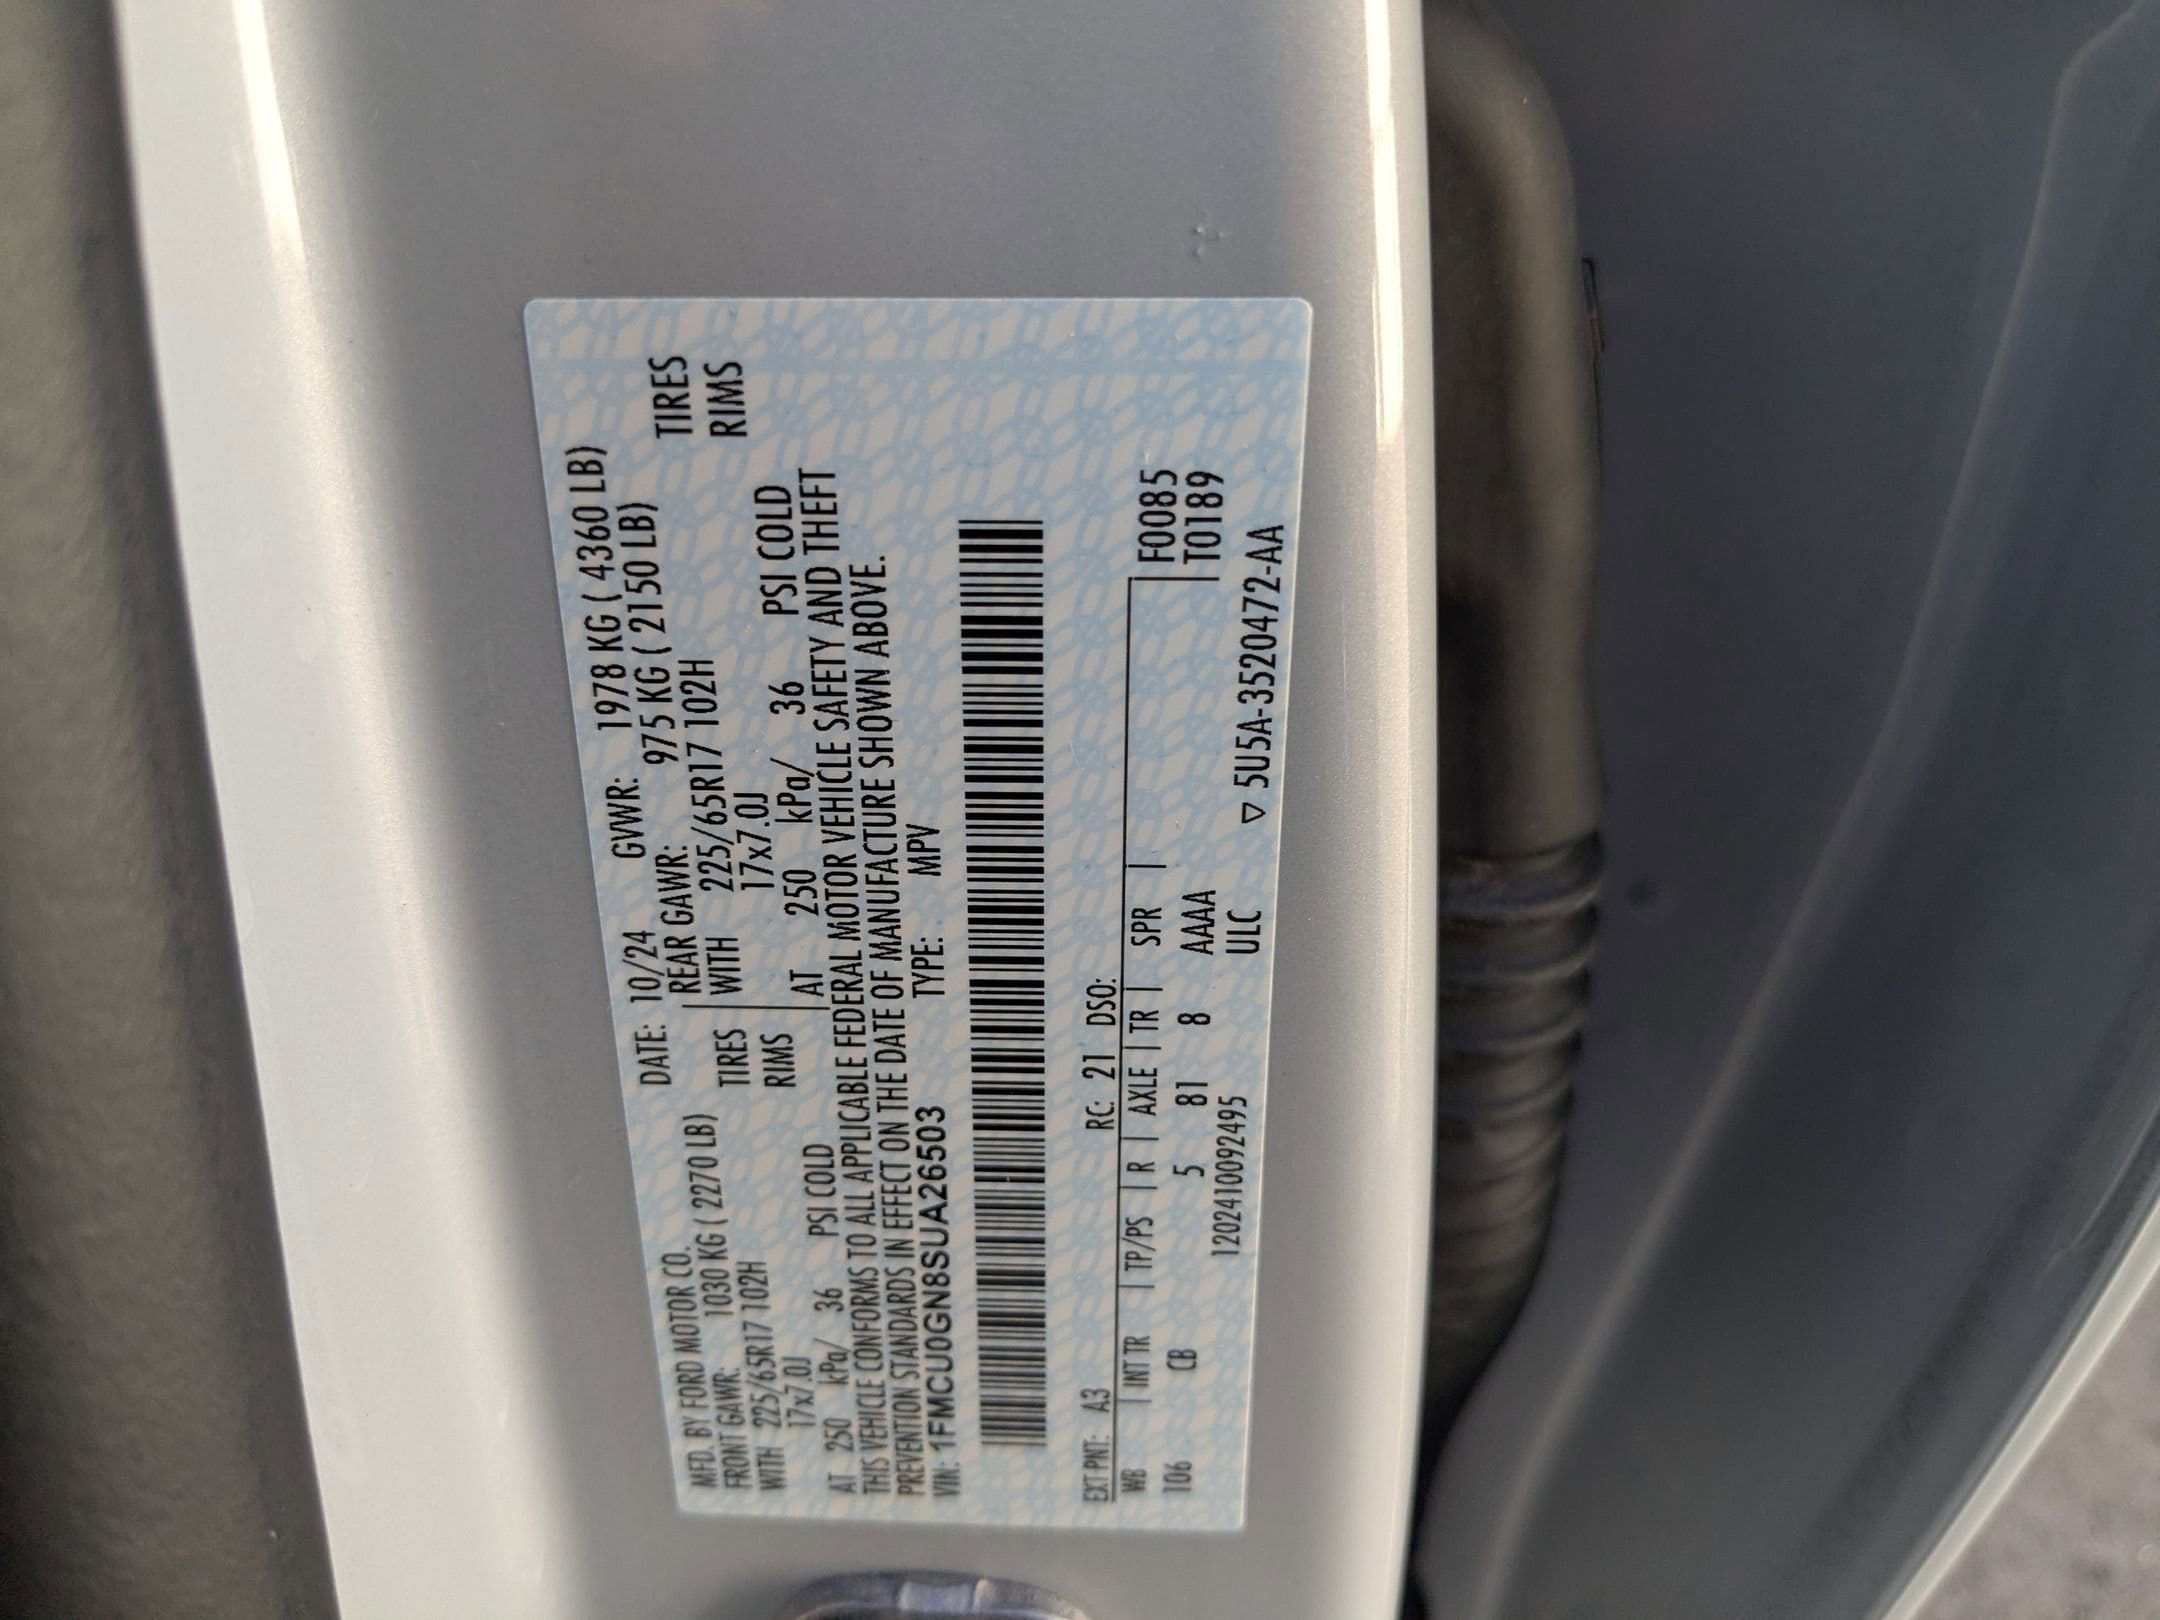 MFD. BY FORD MOTOR CO. DATE: 10/24 GVWR: 1978 KG ( 4360 LB)
FRONT GAWR: 1030 KG ( 2270 LB) REAR GAWR: 975 KG ( 2150 LB)
WITH 225/65R17 102H TIRES WITH 225/65R17 102H TIRES
17x7.0J RIMS 17x7.0J RIMS
AT 250 kPa/ 36 PSI COLD AT 250 kPa/ 36 PSI COLD
THIS VEHICLE CONFORMS TO ALL APPLICABLE FEDERAL MOTOR VEHICLE SAFETY AND THEFT
PREVENTION STANDARDS IN EFFECT ON THE DATE OF MANUFACTURE SHOWN ABOVE.
VIN: 1FMCU0GN8SUA26503 TYPE: MPV
EXT PNT: A3 RC: 21 DSO:
WB | INT TR | TP/PS | R | AXLE | TR | SPR | F0085
106 CB 5 81 8 AAAA T0189
1202410092495 ULC
▽ 5U5A-3520472-AA